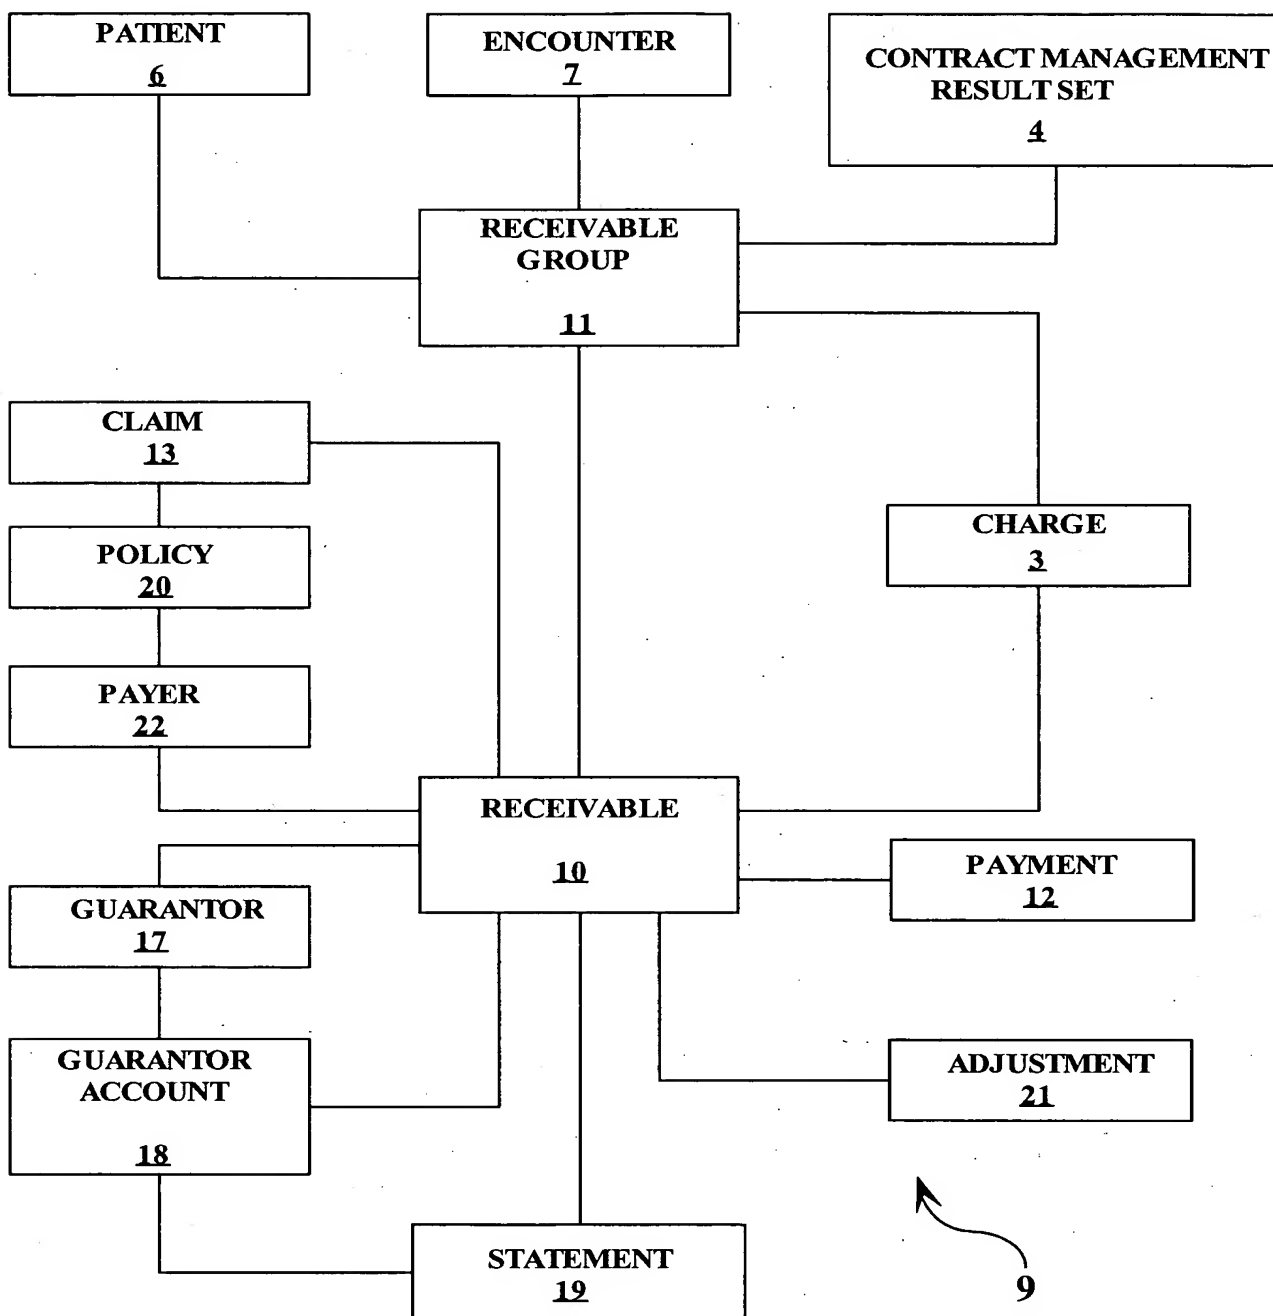 PATIENT
6
ENCOUNTER
7
CONTRACT MANAGEMENT
RESULT SET
4
RECEIVABLE
GROUP
11
CLAIM
13
POLICY
20
CHARGE
3
PAYER
22
RECEIVABLE
10
PAYMENT
12
GUARANTOR
17
GUARANTOR
ACCOUNT
18
ADJUSTMENT
21
STATEMENT
19
9